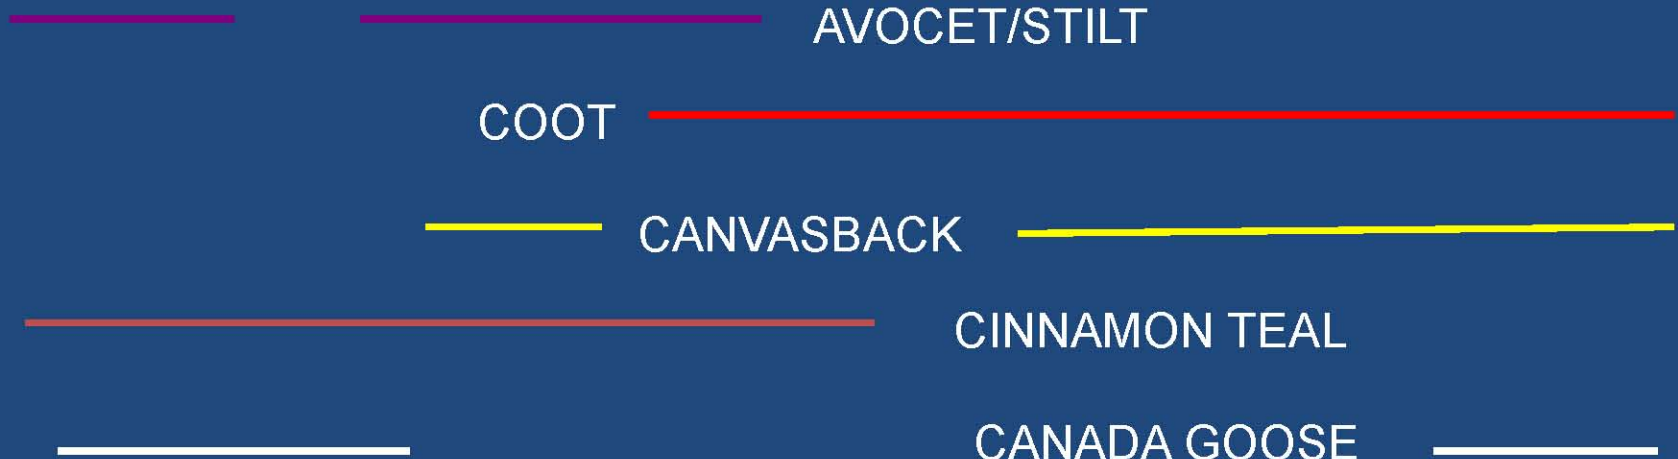 AVOCET/STILT
COOT
CANVASBACK
CINNAMON TEAL
CANADA GOOSE